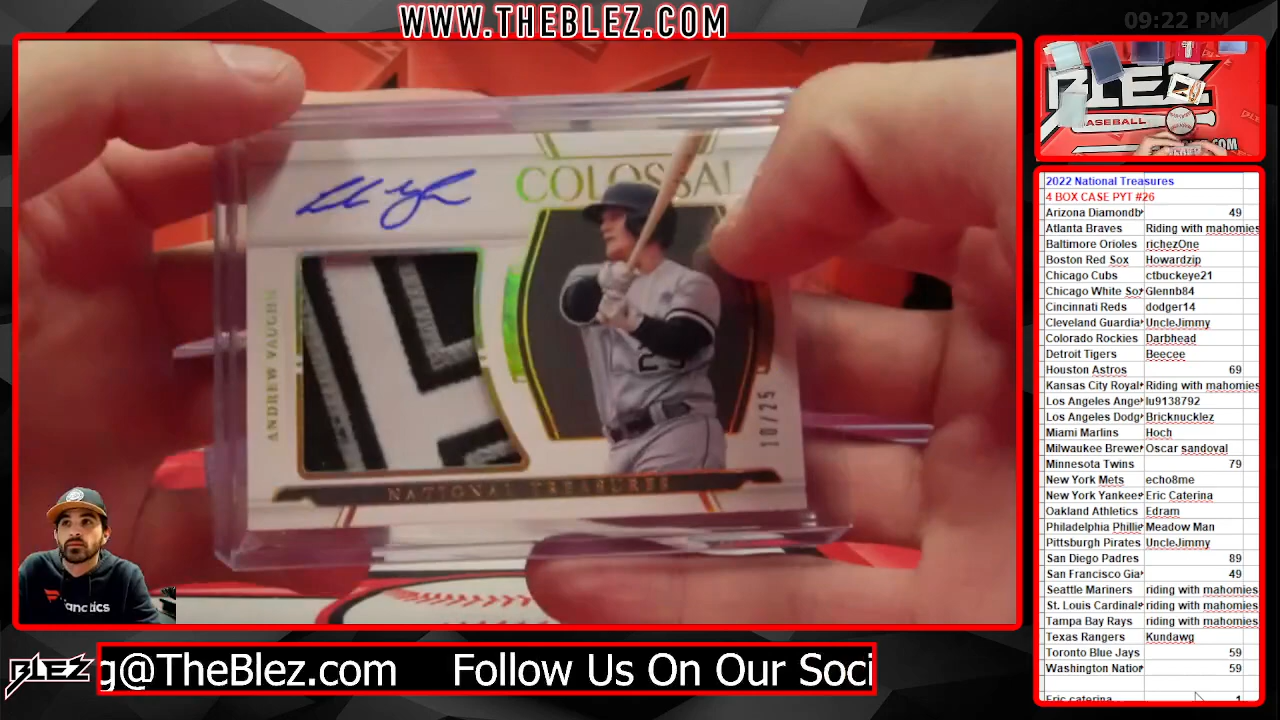 WWW.THEBLEZ.COM
09:22 PM
COLOSSAL
ANDREW VAUGHN
10/25
NATIONAL TREASURES
BLEZ
BASEBALL
.COM
2022 National Treasures
4 BOX CASE PYT #26
Arizona Diamondb 49
Atlanta Braves Riding with mahomies
Baltimore Orioles richezOne
Boston Red Sox Howardzip
Chicago Cubs ctbuckeye21
Chicago White Sox Glennb84
Cincinnati Reds dodger14
Cleveland Guardia UncleJimmy
Colorado Rockies Darbhead
Detroit Tigers Beecee
Houston Astros 69
Kansas City Royal Riding with mahomies
Los Angeles Ange lu9138792
Los Angeles Dodg Bricknucklez
Miami Marlins Hoch
Milwaukee Brewe Oscar sandoval
Minnesota Twins 79
New York Mets echo8me
New York Yankees Eric Caterina
Oakland Athletics Edram
Philadelphia Phillie Meadow Man
Pittsburgh Pirates UncleJimmy
San Diego Padres 89
San Francisco Gia 49
Seattle Mariners riding with mahomies
St. Louis Cardinals riding with mahomies
Tampa Bay Rays riding with mahomies
Texas Rangers Kundawg
Toronto Blue Jays 59
Washington Nation 59
Eric caterina 1
Fanatics
BLEZ
g@TheBlez.com Follow Us On Our Soci